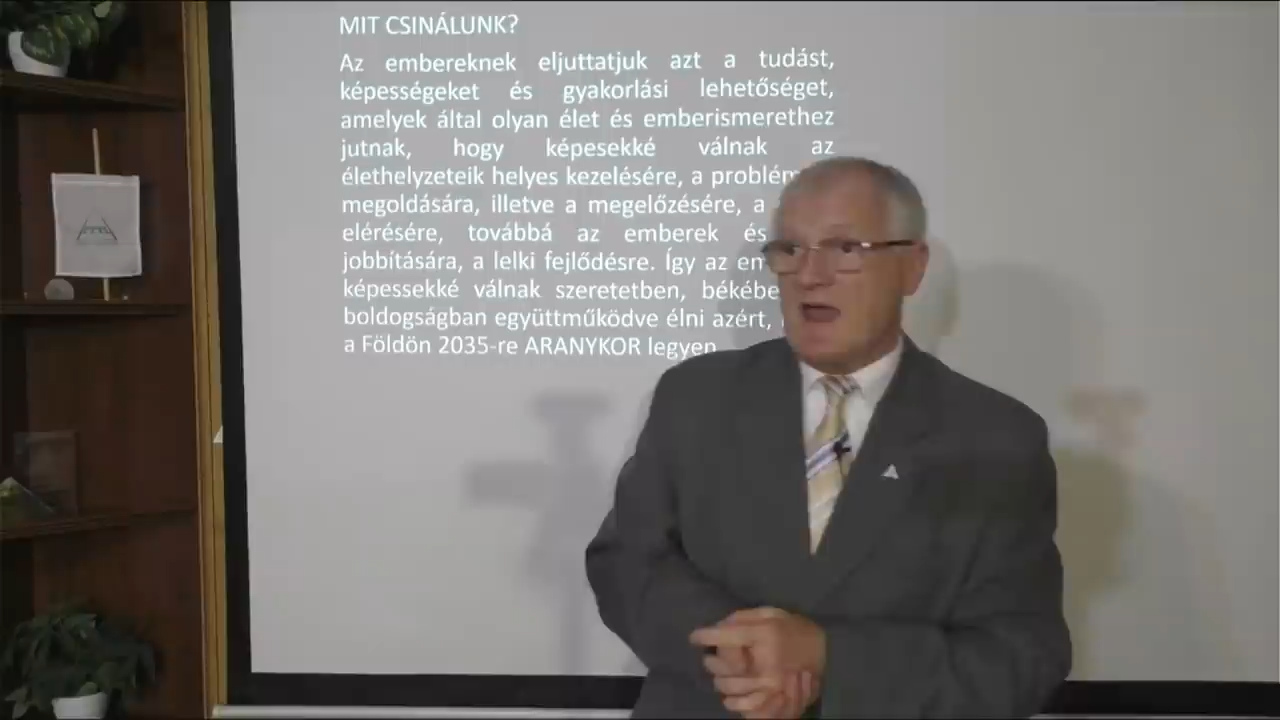 MIT CSINÁLUNK?
Az embereknek eljuttatjuk azt a tudást,
képességeket és gyakorlási lehetőséget,
amelyek által olyan élet és emberismerethez
jutnak, hogy képesekké válnak az
élethelyzeteik helyes kezelésére, a
megoldására, illetve a megelőzésére, a
elérésére, továbbá az emberek és
jobbítására, a lelki fejlődésre. Így az
képessekké válnak szeretetben,
boldogságban együttműködve élni azért,
a Földön 2035-re ARANYKOR legyen